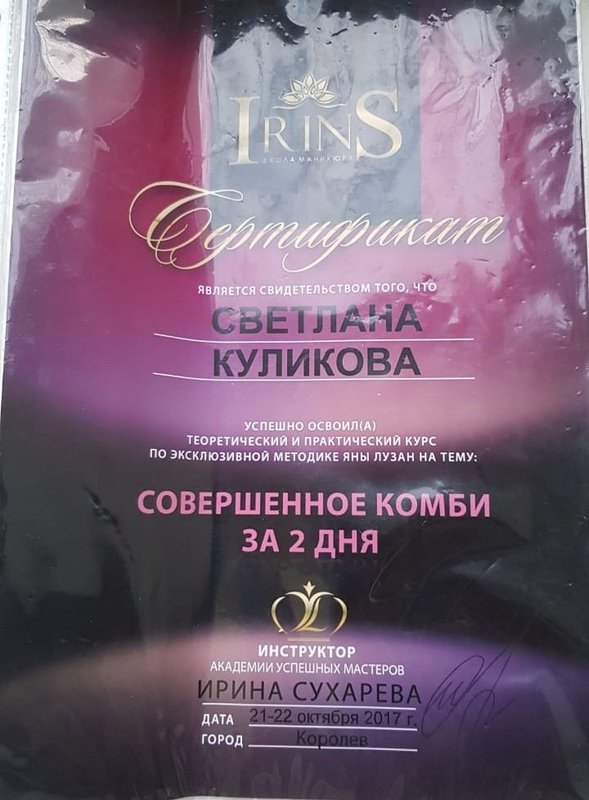 IRINS
ШКОЛА МАНИКЮРА
Сертификат
ЯВЛЯЕТСЯ СВИДЕТЕЛЬСТВОМ ТОГО, ЧТО
СВЕТЛАНА
КУЛИКОВА
УСПЕШНО ОСВОИЛ(А)
ТЕОРЕТИЧЕСКИЙ И ПРАКТИЧЕСКИЙ КУРС
ПО ЭКСКЛЮЗИВНОЙ МЕТОДИКЕ ЯНЫ ЛУЗАН НА ТЕМУ:
СОВЕРШЕННОЕ КОМБИ
ЗА 2 ДНЯ
ИНСТРУКТОР
АКАДЕМИИ УСПЕШНЫХ МАСТЕРОВ
ИРИНА СУХАРЕВА
ДАТА 21-22 октября 2017 г.
ГОРОД Королев